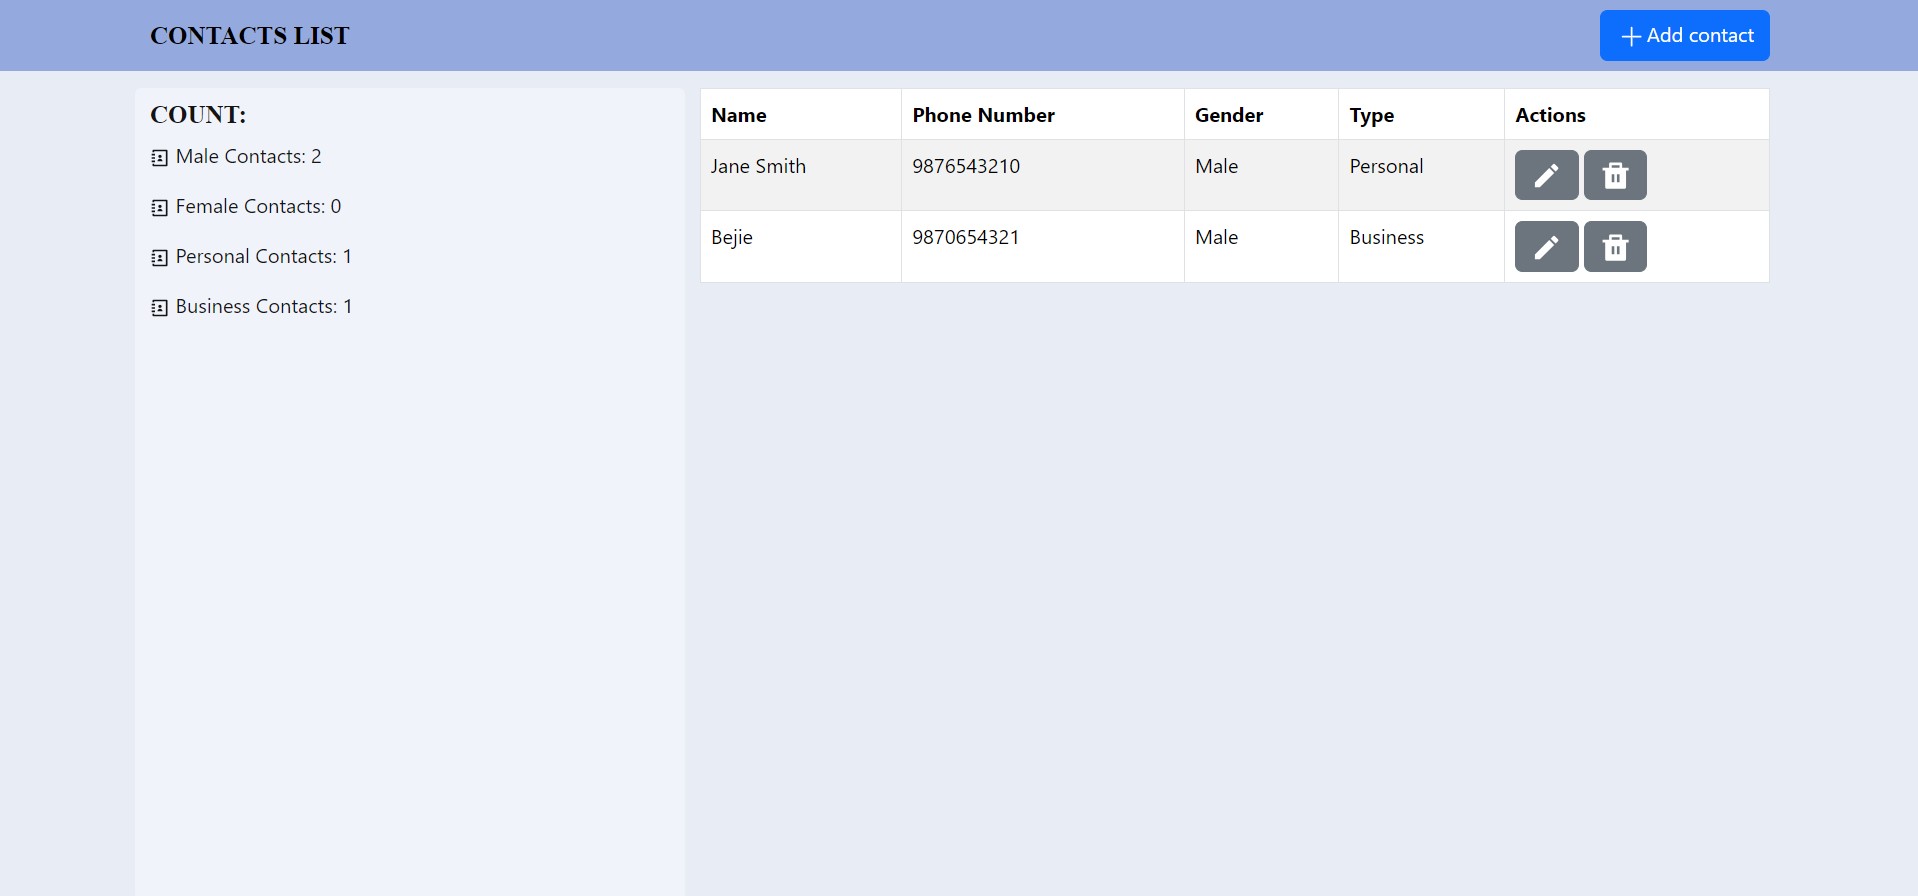 CONTACTS LIST
Add contact
COUNT:
Male Contacts: 2
Female Contacts: 0
Personal Contacts: 1
Business Contacts: 1
Name Phone Number Gender Type Actions
Jane Smith 9876543210 Male Personal
Bejie 9870654321 Male Business